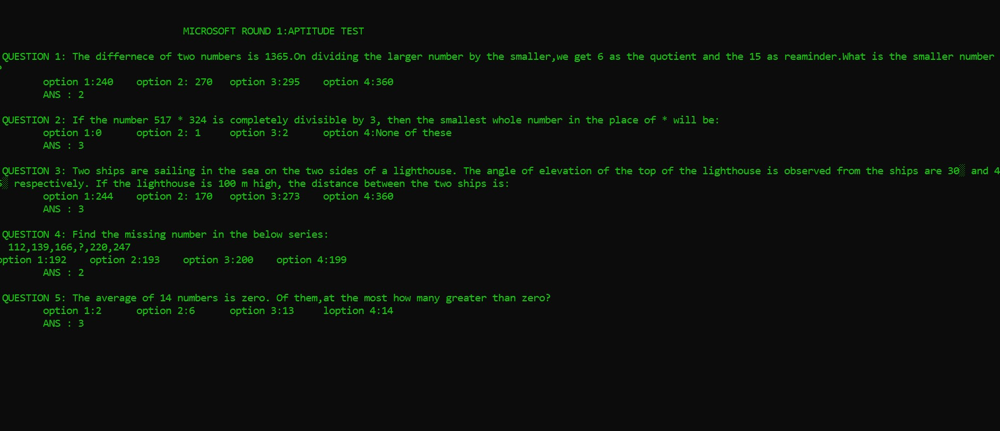 MICROSOFT ROUND 1:APTITUDE TEST
QUESTION 1: The differnece of two numbers is 1365.On dividing the larger number by the smaller,we get 6 as the quotient and the 15 as reaminder.What is the smaller number
?
option 1:240 option 2: 270 option 3:295 option 4:360
ANS : 2
QUESTION 2: If the number 517 * 324 is completely divisible by 3, then the smallest whole number in the place of * will be:
option 1:0 option 2: 1 option 3:2 option 4:None of these
ANS : 3
QUESTION 3: Two ships are sailing in the sea on the two sides of a lighthouse. The angle of elevation of the top of the lighthouse is observed from the ships are 30░ and 4
5░ respectively. If the lighthouse is 100 m high, the distance between the two ships is:
option 1:244 option 2: 170 option 3:273 option 4:360
ANS : 3
QUESTION 4: Find the missing number in the below series:
112,139,166,?,220,247
option 1:192 option 2:193 option 3:200 option 4:199
ANS : 2
QUESTION 5: The average of 14 numbers is zero. Of them,at the most how many greater than zero?
option 1:2 option 2:6 option 3:13 loption 4:14
ANS : 3